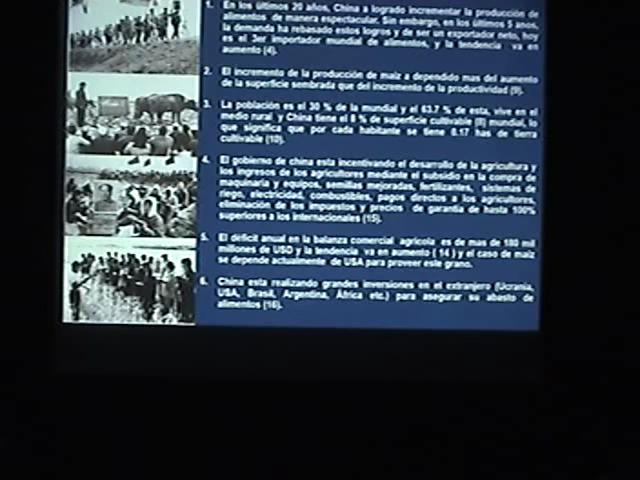 1. En los últimos 20 años, China a logrado incrementar la producción de
alimentos de manera espectacular. Sin embargo, en los últimos 5 anos,
la demanda ha rebasado estos logros y de ser un exportador neto, hoy
es el 3er importador mundial de alimentos, y la tendencia va en
aumento (4).
2. El incremento de la producción de maíz a dependido mas del aumento
de la superficie sembrada que del incremento de la productividad (9).
3. La población es el 30 % de la mundial y el 63.7 % de esta, vive en el
medio rural y China tiene el 8 % de superficie cultivable (8) mundial, lo
que significa que por cada habitante se tiene 0.17 has de tierra
cultivable (10).
4. El gobierno de china esta incentivando el desarrollo de la agricultura y
los ingresos de los agricultores mediante el subsidio en la compra de
maquinaria y equipos, semillas mejoradas, fertilizantes, sistemas de
riego, electricidad, combustibles, pagos directos a los agricultores,
eliminación de los impuestos y precios de garantía de hasta 100%
superiores a los internacionales (15).
5. El déficit anual en la balanza comercial agrícola es de mas de 180 mil
millones de USD y la tendencia va en aumento ( 14 ) y el caso de maíz
se depende actualmente de USA para proveer este grano.
6. China esta realizando grandes inversiones en el extranjero (Ucrania,
USA, Brasil, Argentina, África etc.) para asegurar su abasto de
alimentos (16).